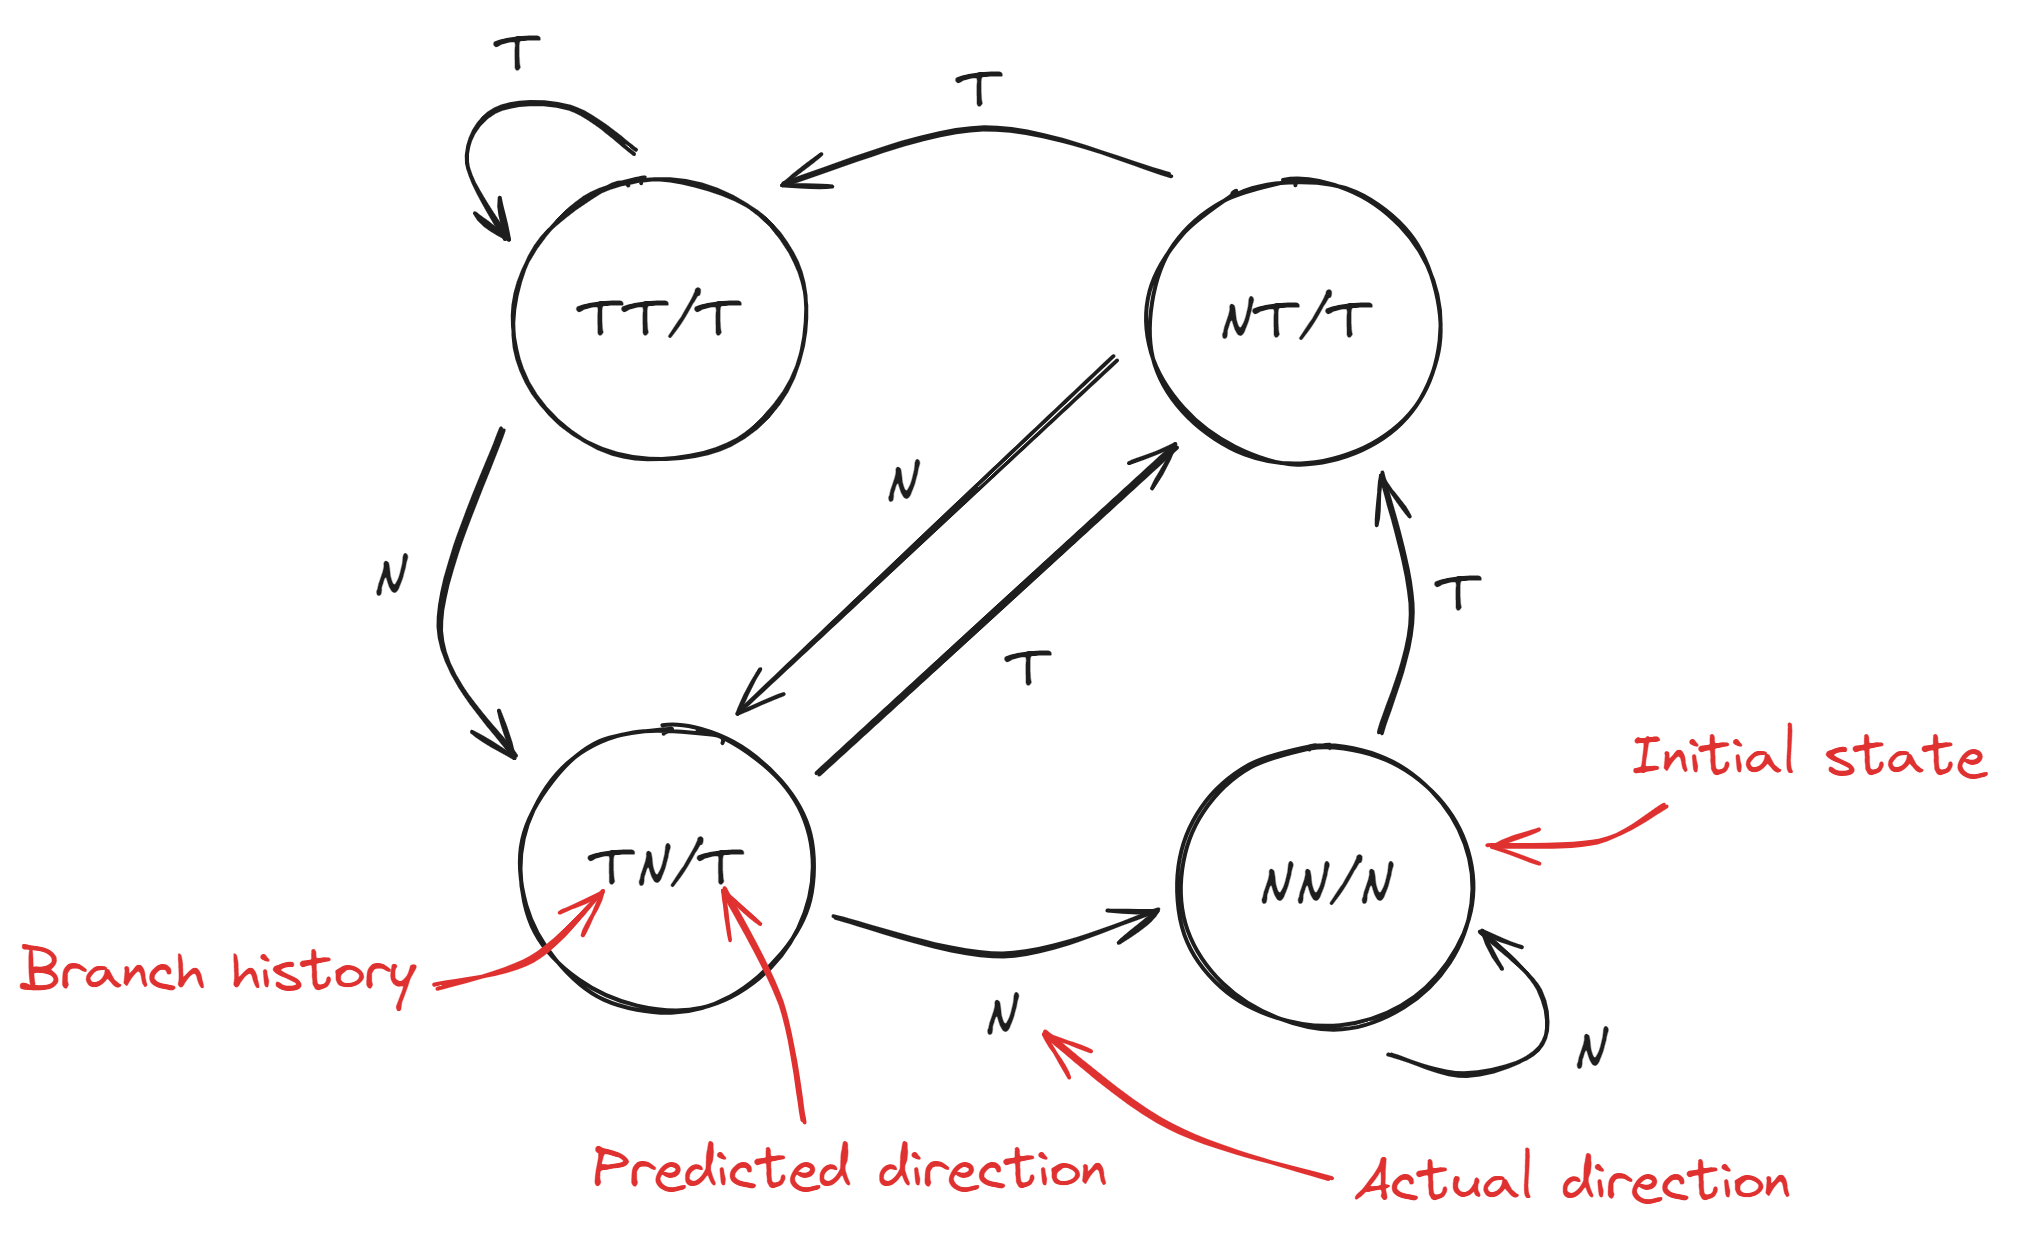 T
T
TT/T
NT/T
N
N
T
T
Initial state
TN/T
NN/N
Branch history
N
N
Predicted direction
Actual direction